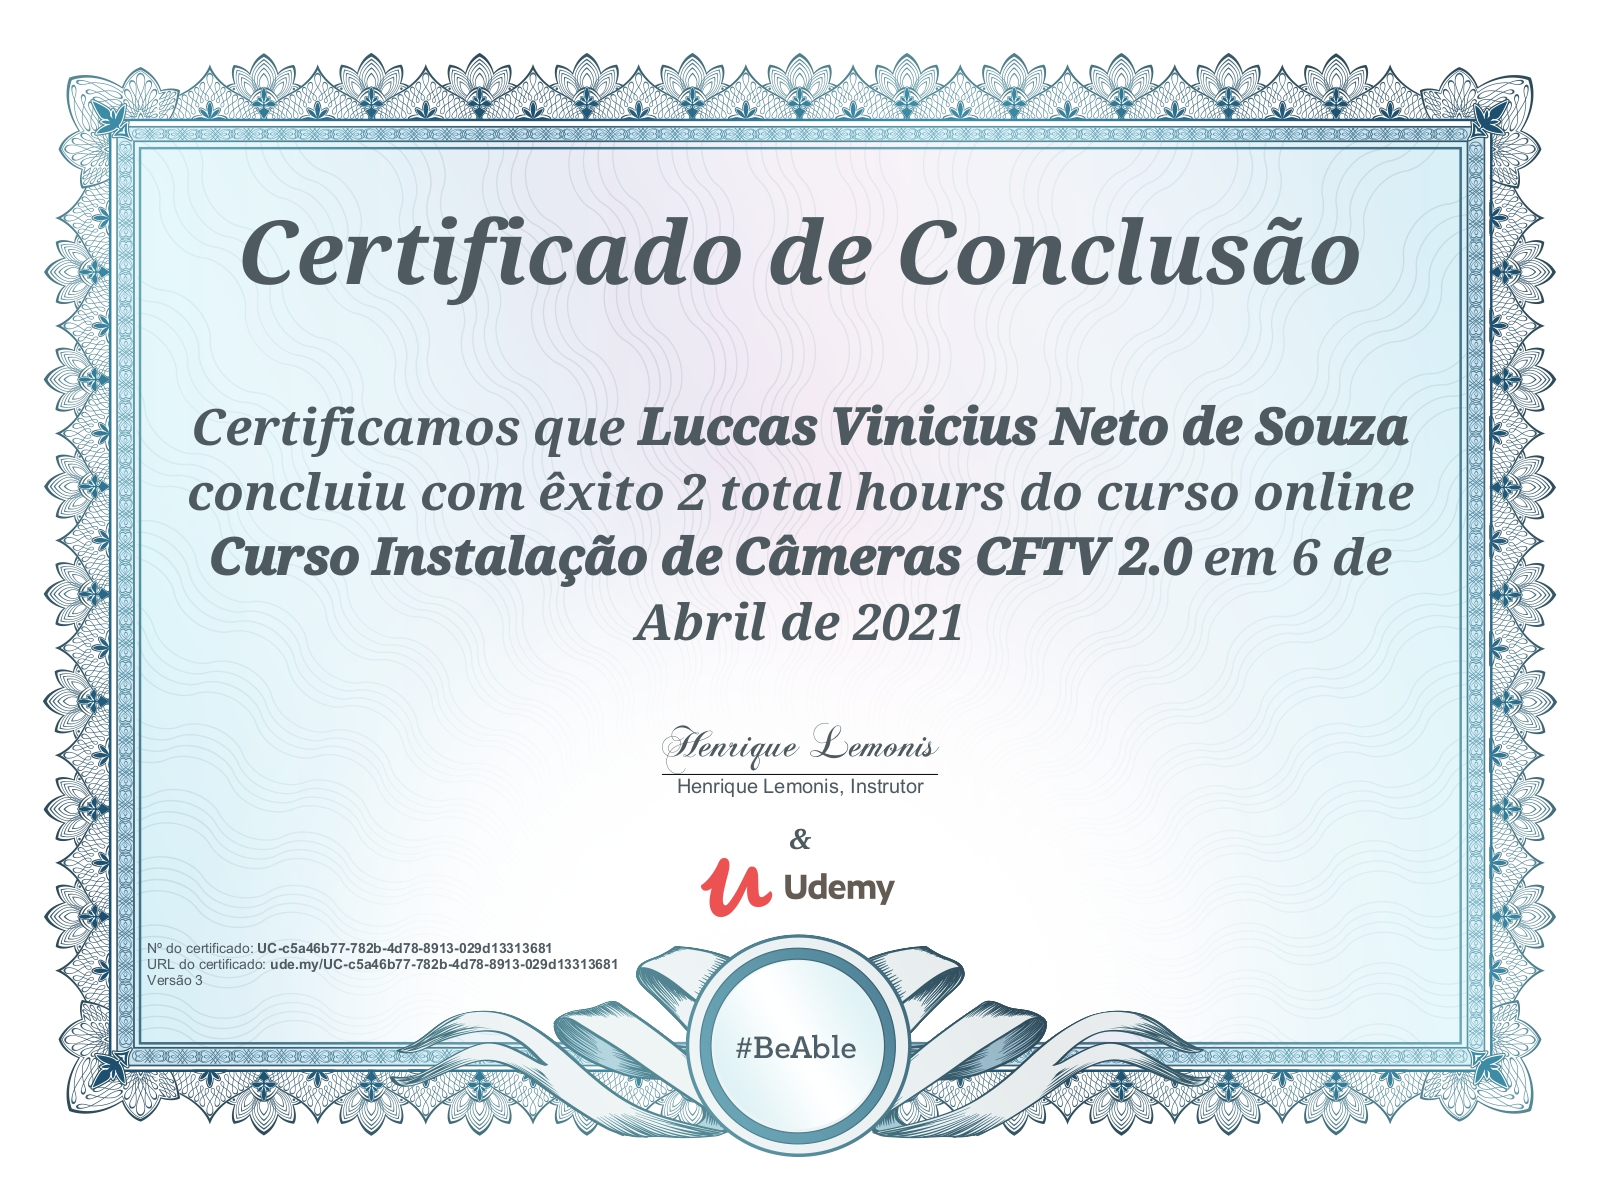 Certificado de Conclusão
Certificamos que Luccas Vinicius Neto de Souza
concluiu com êxito 2 total hours do curso online
Curso Instalação de Câmeras CFTV 2.0 em 6 de
Abril de 2021
Henrique Lemonis
Henrique Lemonis, Instrutor
&
Udemy
Nº do certificado: UC-c5a46b77-782b-4d78-8913-029d13313681
URL do certificado: ude.my/UC-c5a46b77-782b-4d78-8913-029d13313681
Versão 3
#BeAble